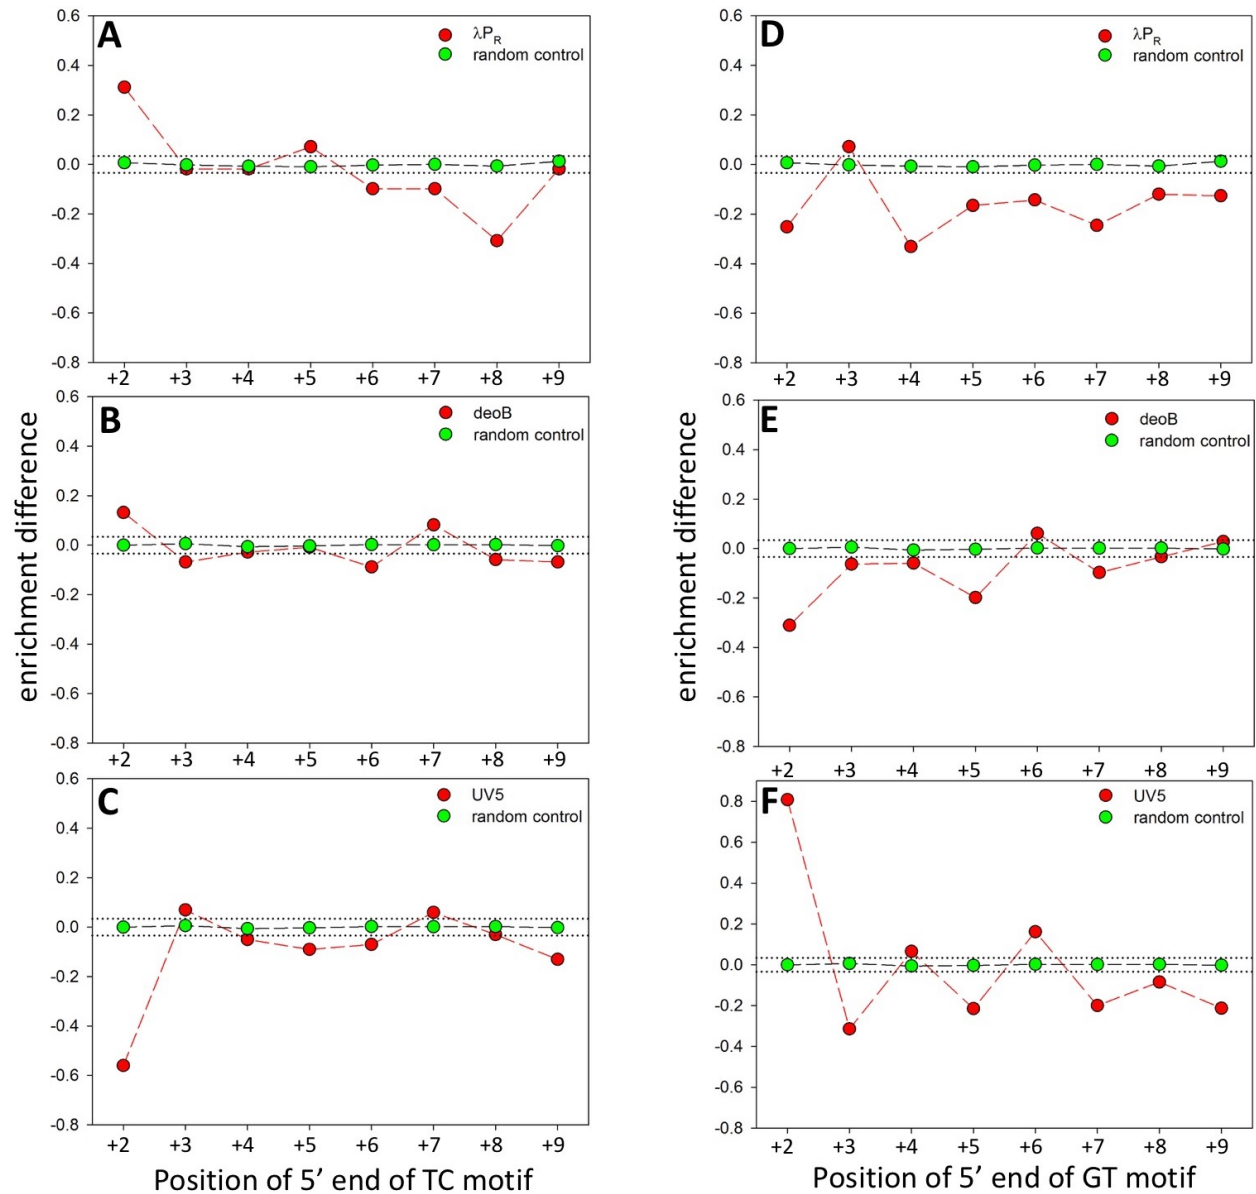 A
λPR
random control
0.6
0.4
0.2
0.0
-0.2
-0.4
-0.6
-0.8
+2 +3 +4 +5 +6 +7 +8 +9
D
λPR
random control
0.6
0.4
0.2
0.0
-0.2
-0.4
-0.6
-0.8
+2 +3 +4 +5 +6 +7 +8 +9
B
deoB
random control
0.6
0.4
0.2
0.0
-0.2
-0.4
-0.6
-0.8
+2 +3 +4 +5 +6 +7 +8 +9
enrichment difference
E
deoB
random control
0.6
0.4
0.2
0.0
-0.2
-0.4
-0.6
-0.8
+2 +3 +4 +5 +6 +7 +8 +9
enrichment difference
C
UV5
random control
0.6
0.4
0.2
0.0
-0.2
-0.4
-0.6
-0.8
+2 +3 +4 +5 +6 +7 +8 +9
Position of 5’ end of TC motif
F
UV5
random control
0.8
0.6
0.4
0.2
0.0
-0.2
-0.4
-0.6
-0.8
+2 +3 +4 +5 +6 +7 +8 +9
Position of 5’ end of GT motif